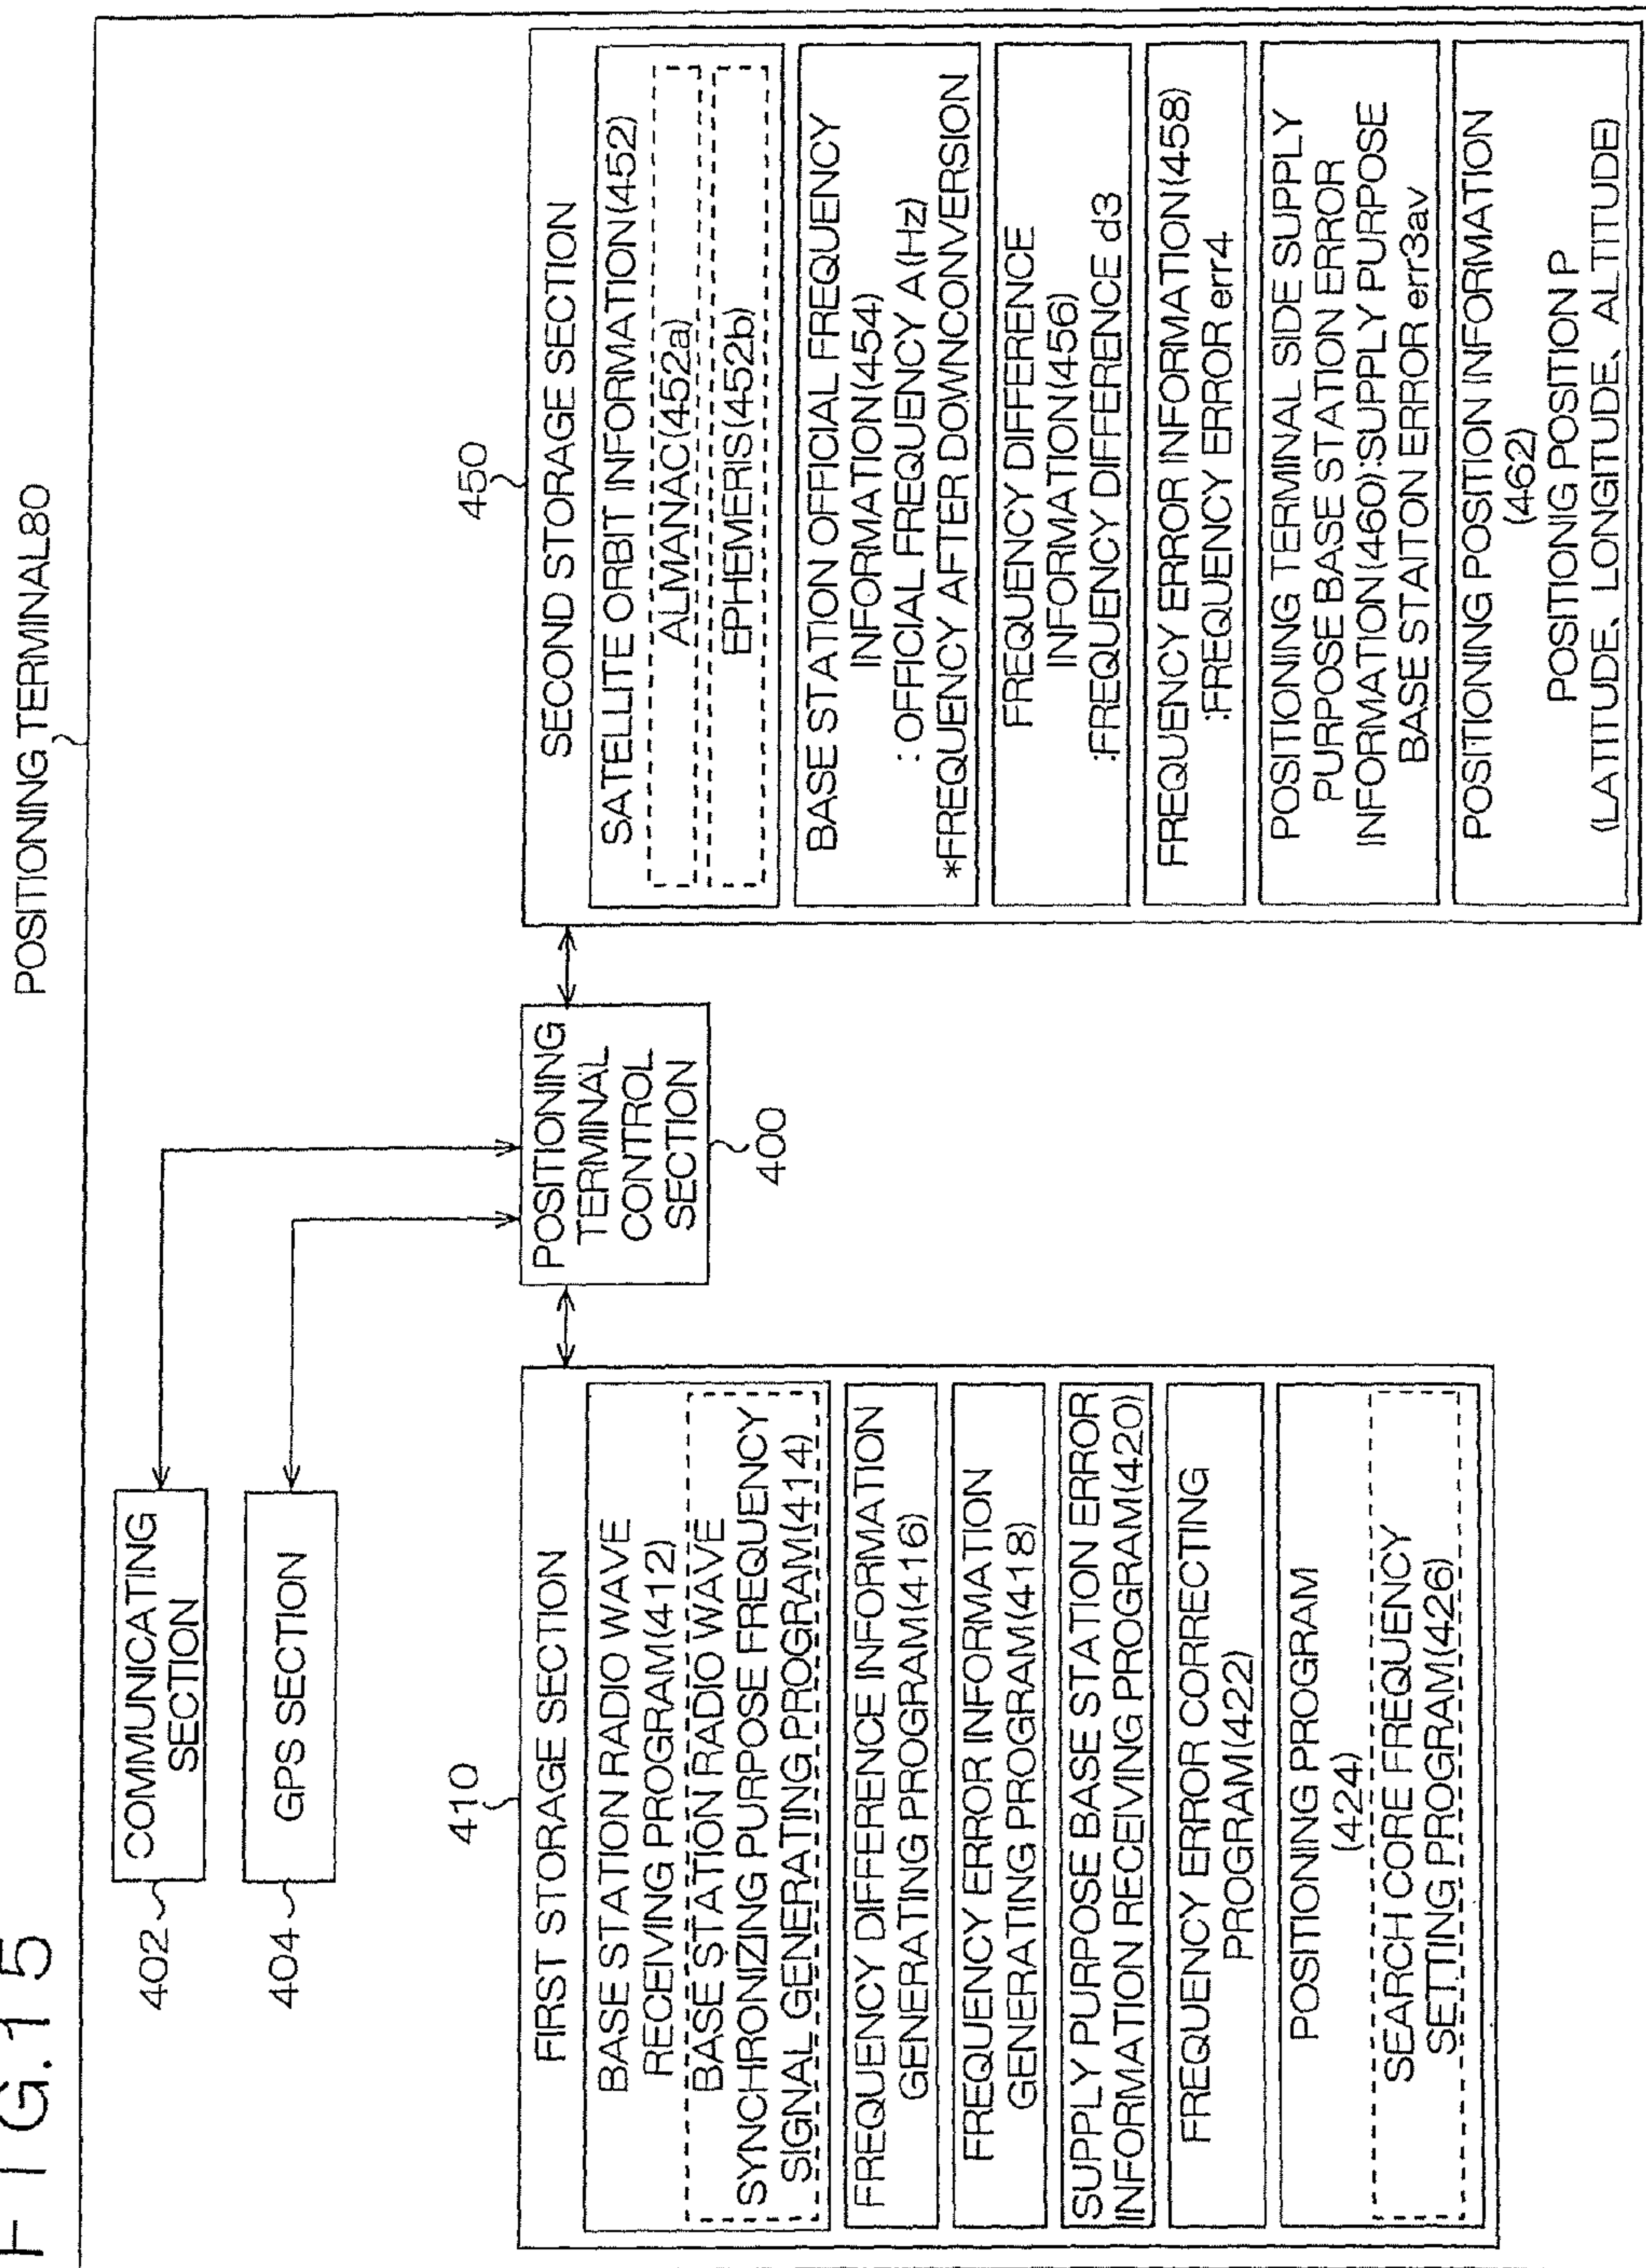 FIG.15
POSITIONING TERMINAL80
402
COMMUNICATING
SECTION
404
GPS SECTION
POSITIONING
TERMINAL
CONTROL
SECTION
400
410
FIRST STORAGE SECTION
BASE STATION RADIO WAVE
RECEIVING PROGRAM(412)
BASE STATION RADIO WAVE
SYNCHRONIZING PURPOSE FREQUENCY
SIGNAL GENERATING PROGRAM(414)
FREQUENCY DIFFERENCE INFORMATION
GENERATING PROGRAM(416)
FREQUENCY ERROR INFORMATION
GENERATING PROGRAM(418)
SUPPLY PURPOSE BASE STATION ERROR
INFORMATION RECEIVING PROGRAM(420)
FREQUENCY ERROR CORRECTING
PROGRAM(422)
POSITIONING PROGRAM
(424)
SEARCH CORE FREQUENCY
SETTING PROGRAM(426)
450
SECOND STORAGE SECTION
SATELLITE ORBIT INFORMATION(452)
ALMANAC(452a)
EPHEMERIS(452b)
BASE STATION OFFICIAL FREQUENCY
INFORMATION(454)
: OFFICIAL FREQUENCY A(Hz)
*FREQUENCY AFTER DOWNCONVERSION
FREQUENCY DIFFERENCE
INFORMATION(456)
:FREQUENCY DIFFERENCE d3
FREQUENCY ERROR INFORMATION(458)
:FREQUENCY ERROR err4
POSITIONING TERMINAL SIDE SUPPLY
PURPOSE BASE STATION ERROR
INFORMATION(460):SUPPLY PURPOSE
BASE STAITON ERROR err3av
POSITIONING POSITION INFORMATION
(462)
POSITIONIG POSITION P
(LATITUDE、LONGITUDE、ALTITUDE)